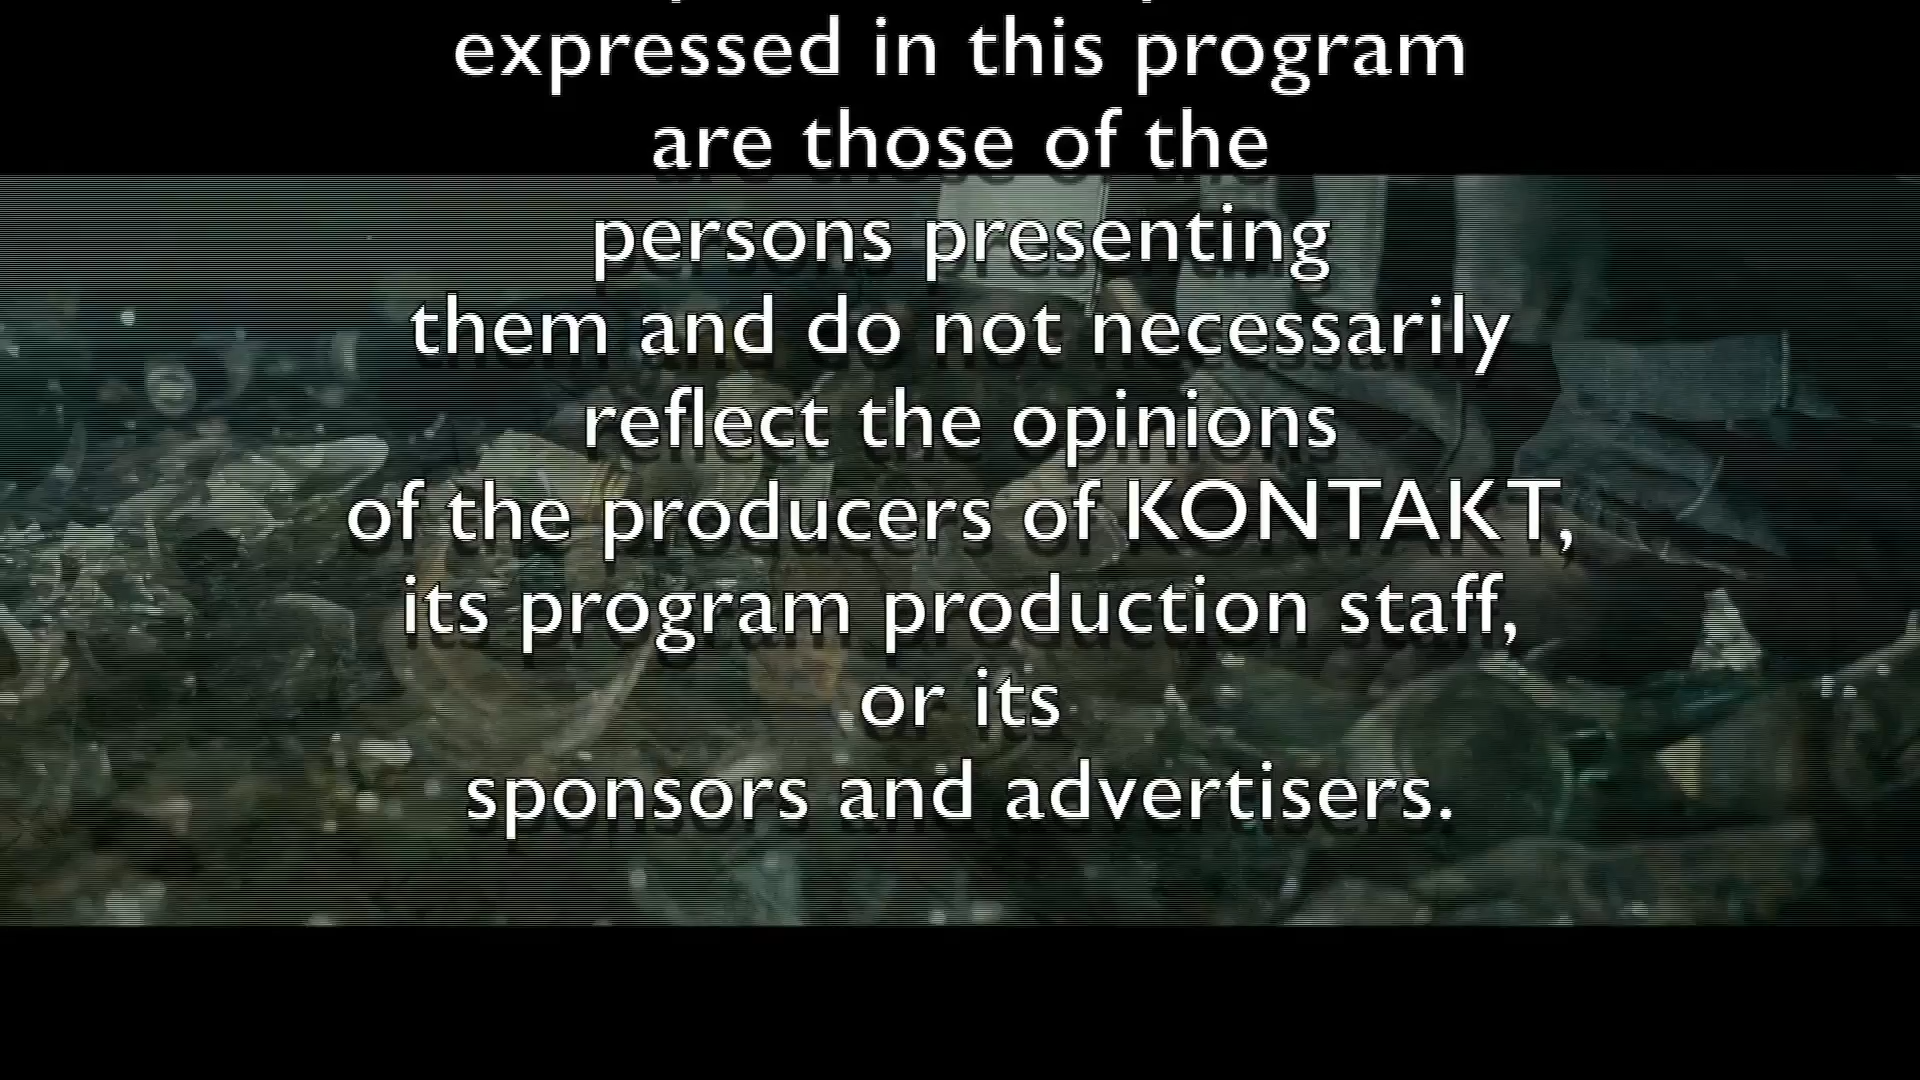 expressed in this program
are those of the
persons presenting
them and do not necessarily
reflect the opinions
of the producers of KONTAKT,
its program production staff,
or its
sponsors and advertisers.